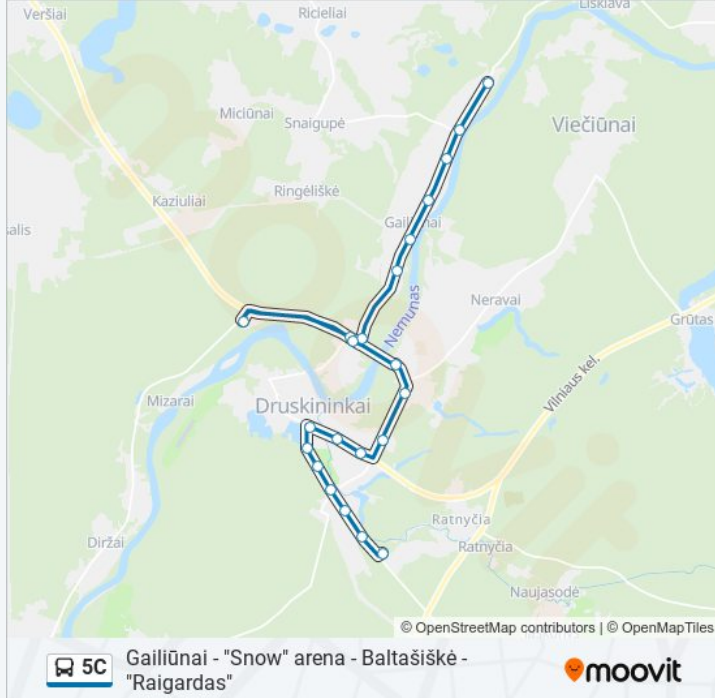 Veršiai
Ricieliai
Liškiava
Miciūnai
Snaigupė
Viečiūnai
Kaziuliai
Ringėliškė
alis
Gailiūnai
Neravai
Nemunas
Grūtas
Vilniaus kel.
Mizarai
Druskininkai
Ratnyčia
Diržai
Ratnyčia
Naujasodė
© OpenStreetMap contributors | © OpenMapTiles
5C
Gailiūnai - "Snow" arena - Baltašiškė -
"Raigardas"
moovit